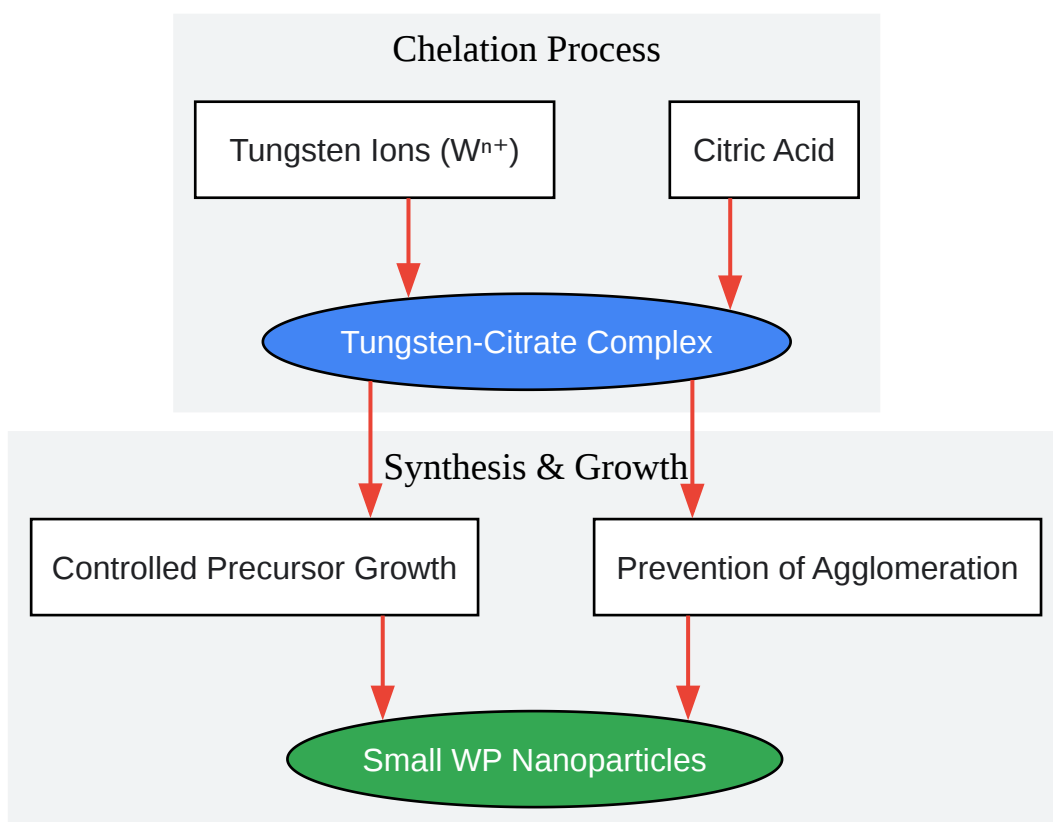 Chelation Process
Tungsten Ions (Wⁿ⁺)
Citric Acid
Tungsten-Citrate Complex
Synthesis & Growth
Controlled Precursor Growth
Prevention of Agglomeration
Small WP Nanoparticles